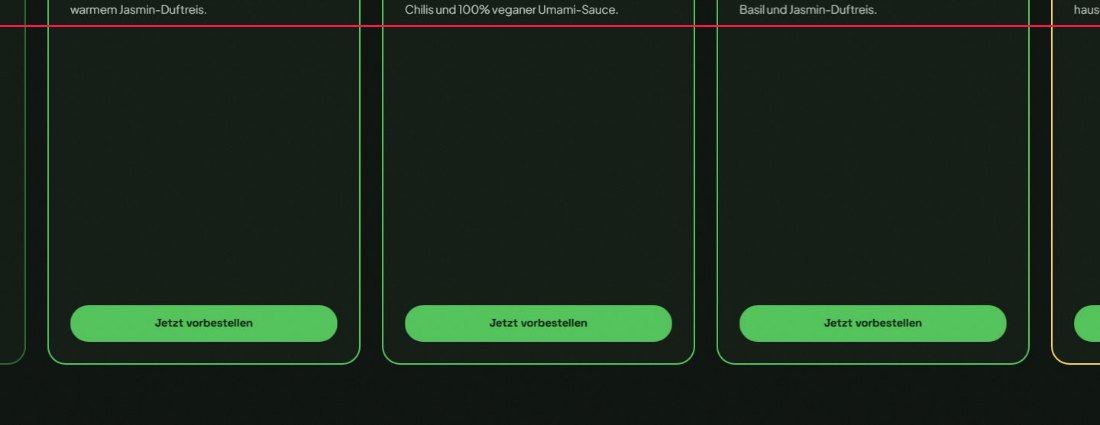 warmem Jasmin-Duftreis.
Chilis und 100% veganer Umami-Sauce.
Basil und Jasmin-Duftreis.
Jetzt vorbestellen
Jetzt vorbestellen
Jetzt vorbestellen